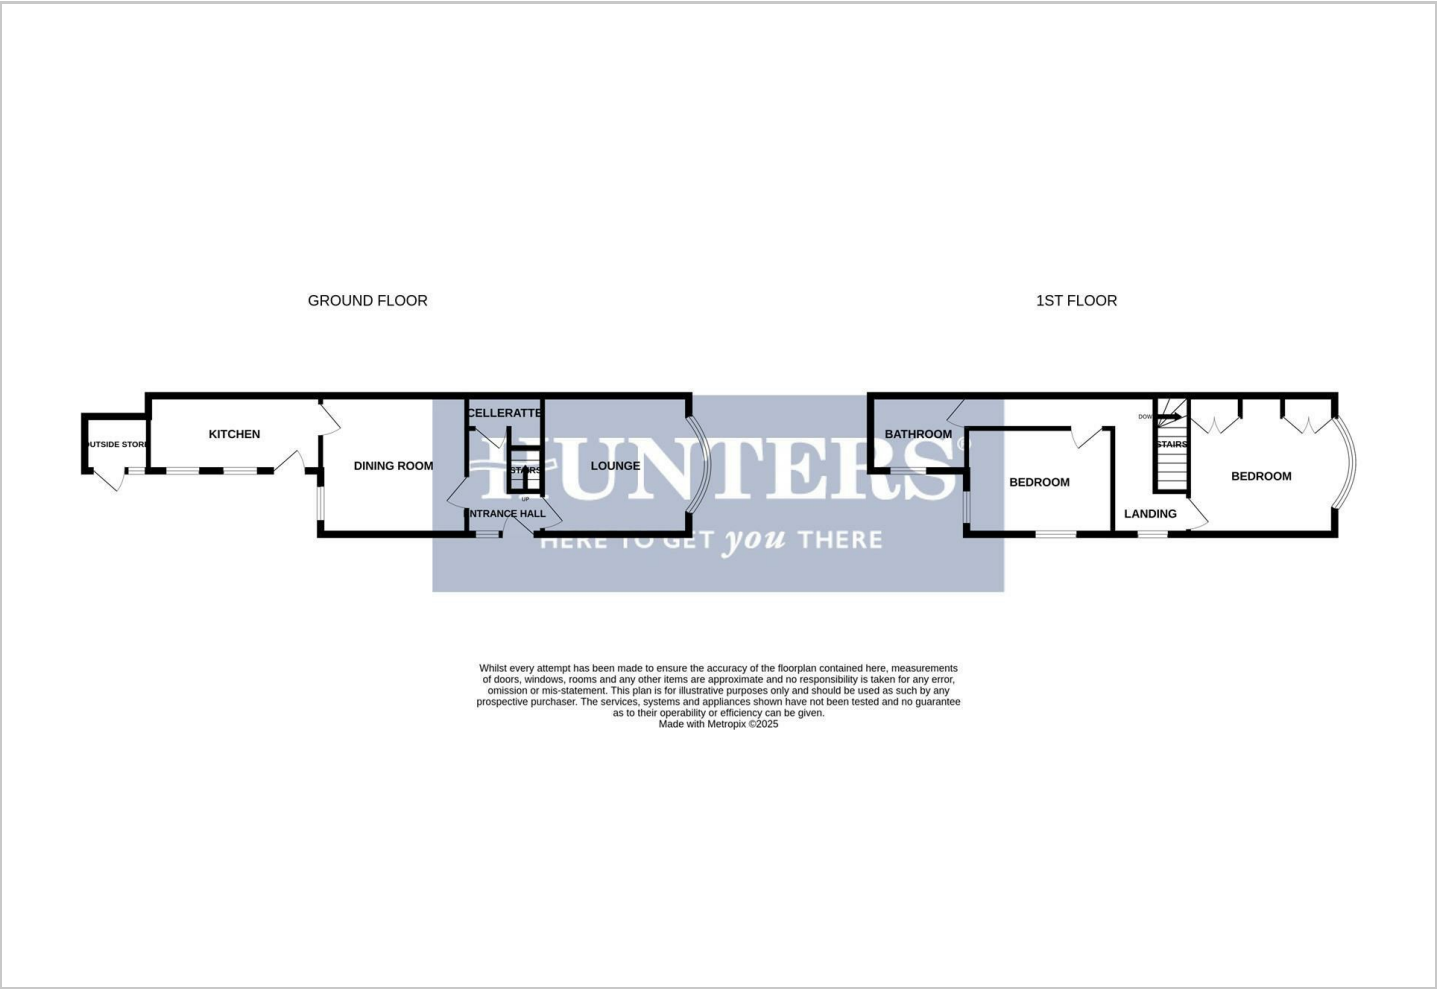 GROUND FLOOR
1ST FLOOR
CELLERATTE
KITCHEN
OUTSIDE STORE
DINING ROOM
STAIRS
UP
LOUNGE
ENTRANCE HALL
BATHROOM
DOWN
STAIRS
BEDROOM
BEDROOM
LANDING
HUNTERS®
HERE TO GET you THERE
Whilst every attempt has been made to ensure the accuracy of the floorplan contained here, measurements
of doors, windows, rooms and any other items are approximate and no responsibility is taken for any error,
omission or mis-statement. This plan is for illustrative purposes only and should be used as such by any
prospective purchaser. The services, systems and appliances shown have not been tested and no guarantee
as to their operability or efficiency can be given.
Made with Metropix ©2025